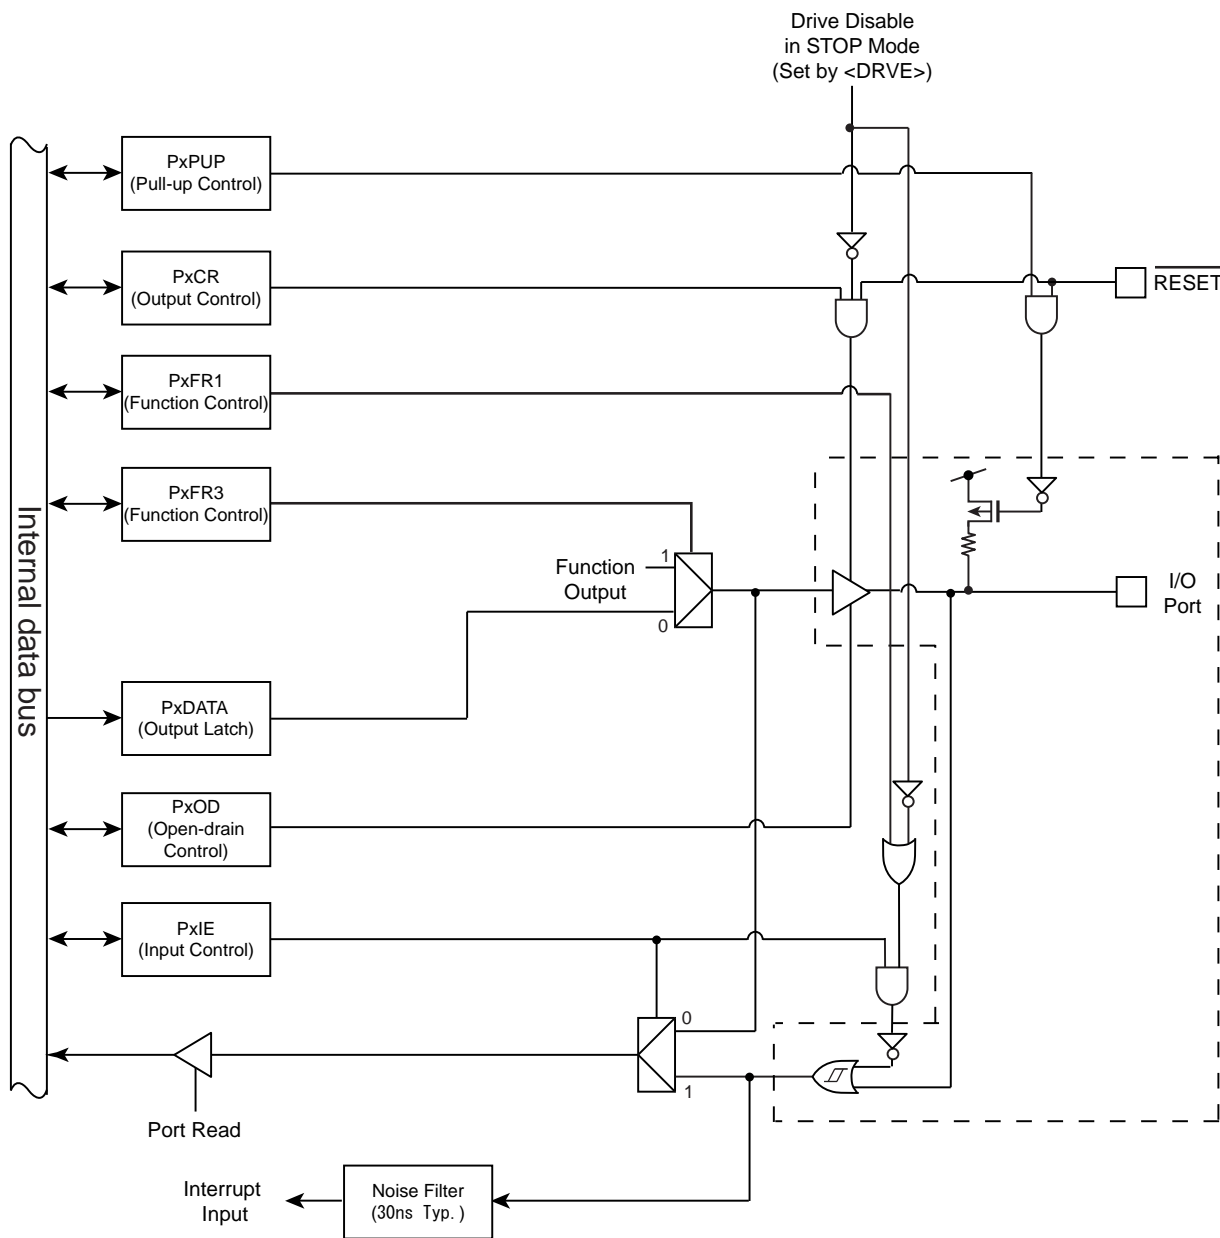 Drive Disable
in STOP Mode
(Set by <DRVE>)
PxPUP
(Pull-up Control)
PxCR
(Output Control)
RESET
PxFR1
(Function Control)
PxFR3
(Function Control)
Internal data bus
1
Function
Output
0
I/O
Port
PxDATA
(Output Latch)
PxOD
(Open-drain
Control)
PxIE
(Input Control)
0
1
Port Read
Interrupt
Input
Noise Filter
(30ns Typ.)